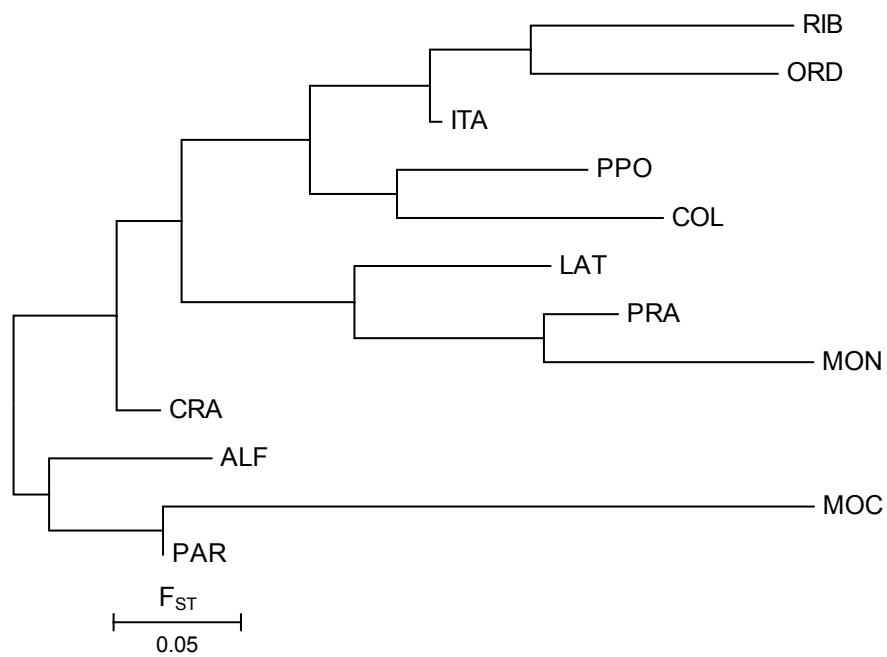 RIB
ORD
ITA
PPO
COL
LAT
PRA
MON
CRA
ALF
MOC
PAR
FST
0.05